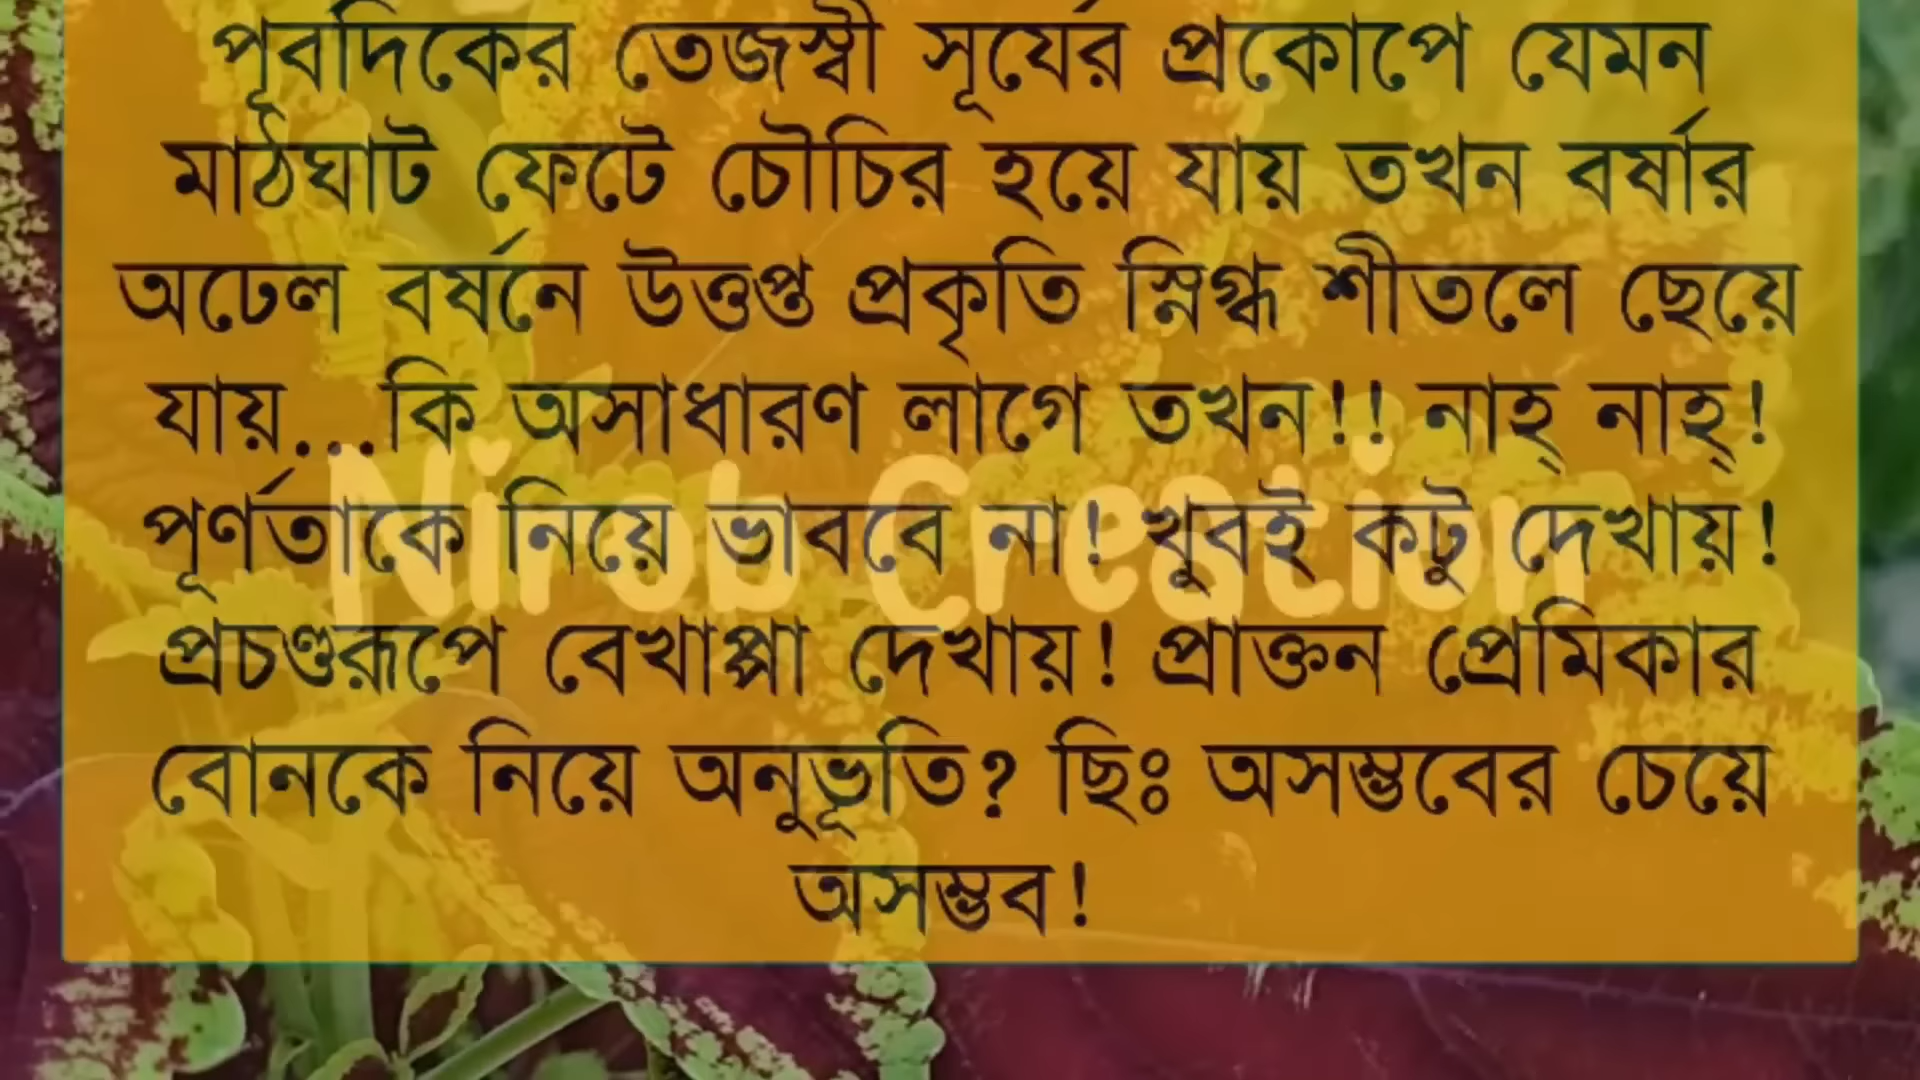 পূবদিকের তেজস্বী সূর্যের প্রকোপে যেমন
মাঠঘাট ফেটে চৌচির হয়ে যায় তখন বর্ষার
অঢেল বর্ষনে উত্তপ্ত প্রকৃতি স্নিগ্ধ শীতলে ছেয়ে
যায়...কি অসাধারণ লাগে তখন!! নাহ্ নাহ্!
Nirob Creation
পূর্ণতাকে নিয়ে ভাববে না! খুবই কটু দেখায়!
প্রচণ্ডরূপে বেখাপ্পা দেখায়! প্রাক্তন প্রেমিকার
বোনকে নিয়ে অনুভূতি? ছিঃ অসম্ভবের চেয়ে
অসম্ভব!